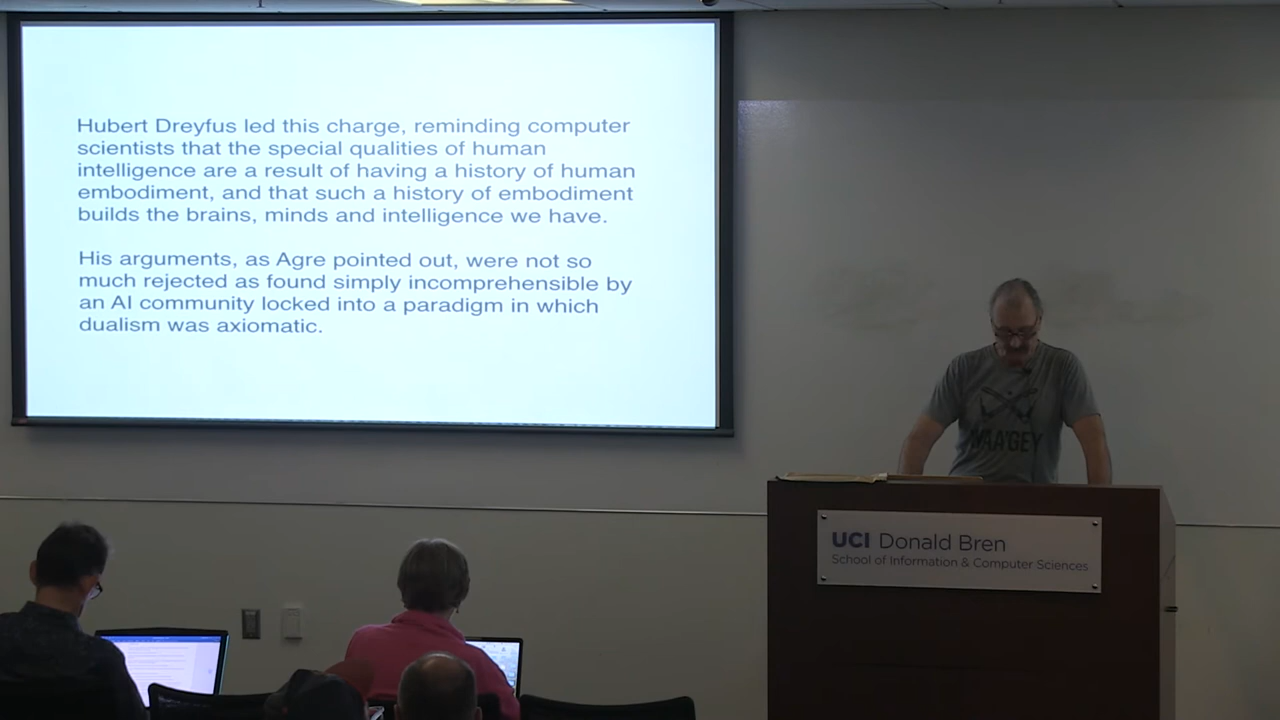 Hubert Dreyfus led this charge, reminding computer
scientists that the special qualities of human
intelligence are a result of having a history of human
embodiment, and that such a history of embodiment
builds the brains, minds and intelligence we have.
His arguments, as Agre pointed out, were not so
much rejected as found simply incomprehensible by
an AI community locked into a paradigm in which
dualism was axiomatic.
UCI Donald Bren
School of Information & Computer Sciences